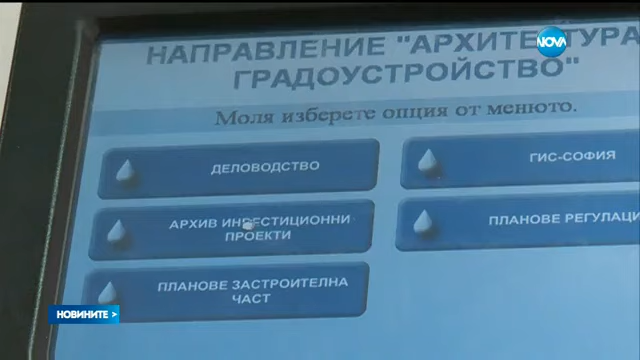 NOVA
НАПРАВЛЕНИЕ "АРХИТЕКТУРА
ГРАДОУСТРОЙСТВО"
Моля изберете опция от менюто.
ДЕЛОВОДСТВО
ГИС-СОФИЯ
АРХИВ ИНВЕСТИЦИОННИ
ПРОЕКТИ
ПЛАНОВЕ РЕГУЛАЦИ
ПЛАНОВЕ ЗАСТРОИТЕЛНА
ЧАСТ
НОВИНИТЕ